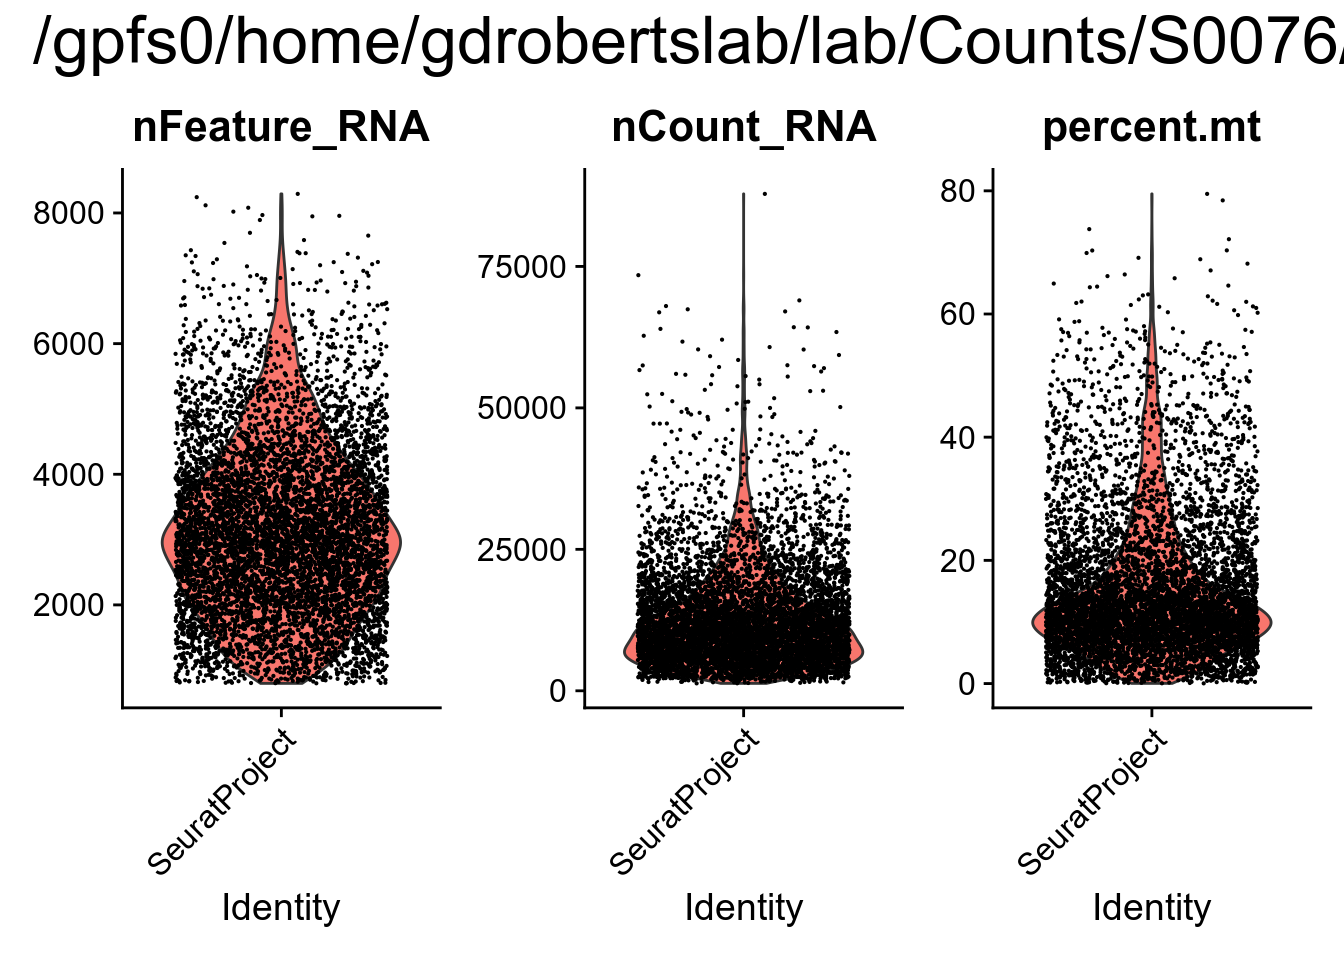 /gpfs0/home/gdrobertslab/lab/Counts/S0076/
nFeature_RNA nCount_RNA percent.mt
8000
6000
4000
2000
SeuratProject
Identity
75000
50000
25000
0
SeuratProject
Identity
80
60
40
20
0
SeuratProject
Identity